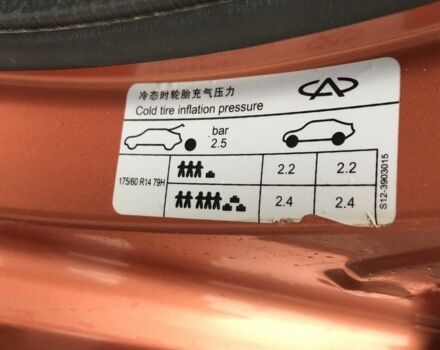 冷态时轮胎充气压力
Cold tire inflation pressure
bar
2.5
175/60 R14 79H
2.2 2.2
2.4 2.4
S12-3903015